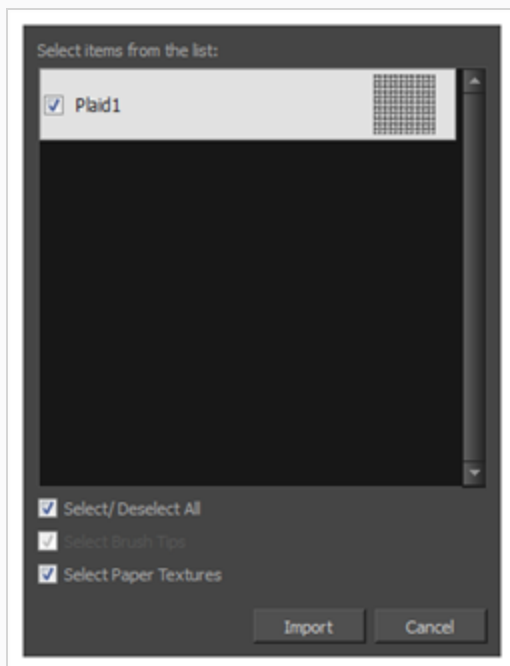 Select items from the list:
Plaid1
Select/ Deselect All
Select Brush Tips
Select Paper Textures
Import Cancel